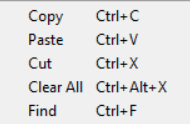 Copy Ctrl+C
Paste Ctrl+V
Cut Ctrl+X
Clear All Ctrl+Alt+X
Find Ctrl+F